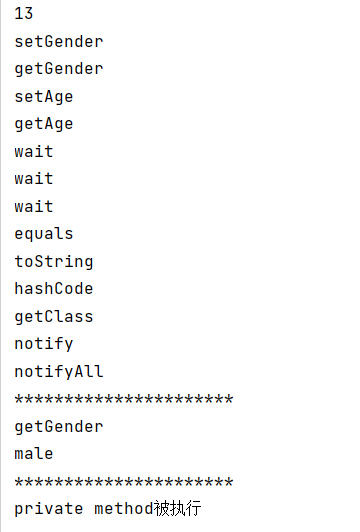 13
setGender
getGender
setAge
getAge
wait
wait
wait
equals
toString
hashCode
getClass
notify
notifyAll
**********************
getGender
male
**********************
private method被执行